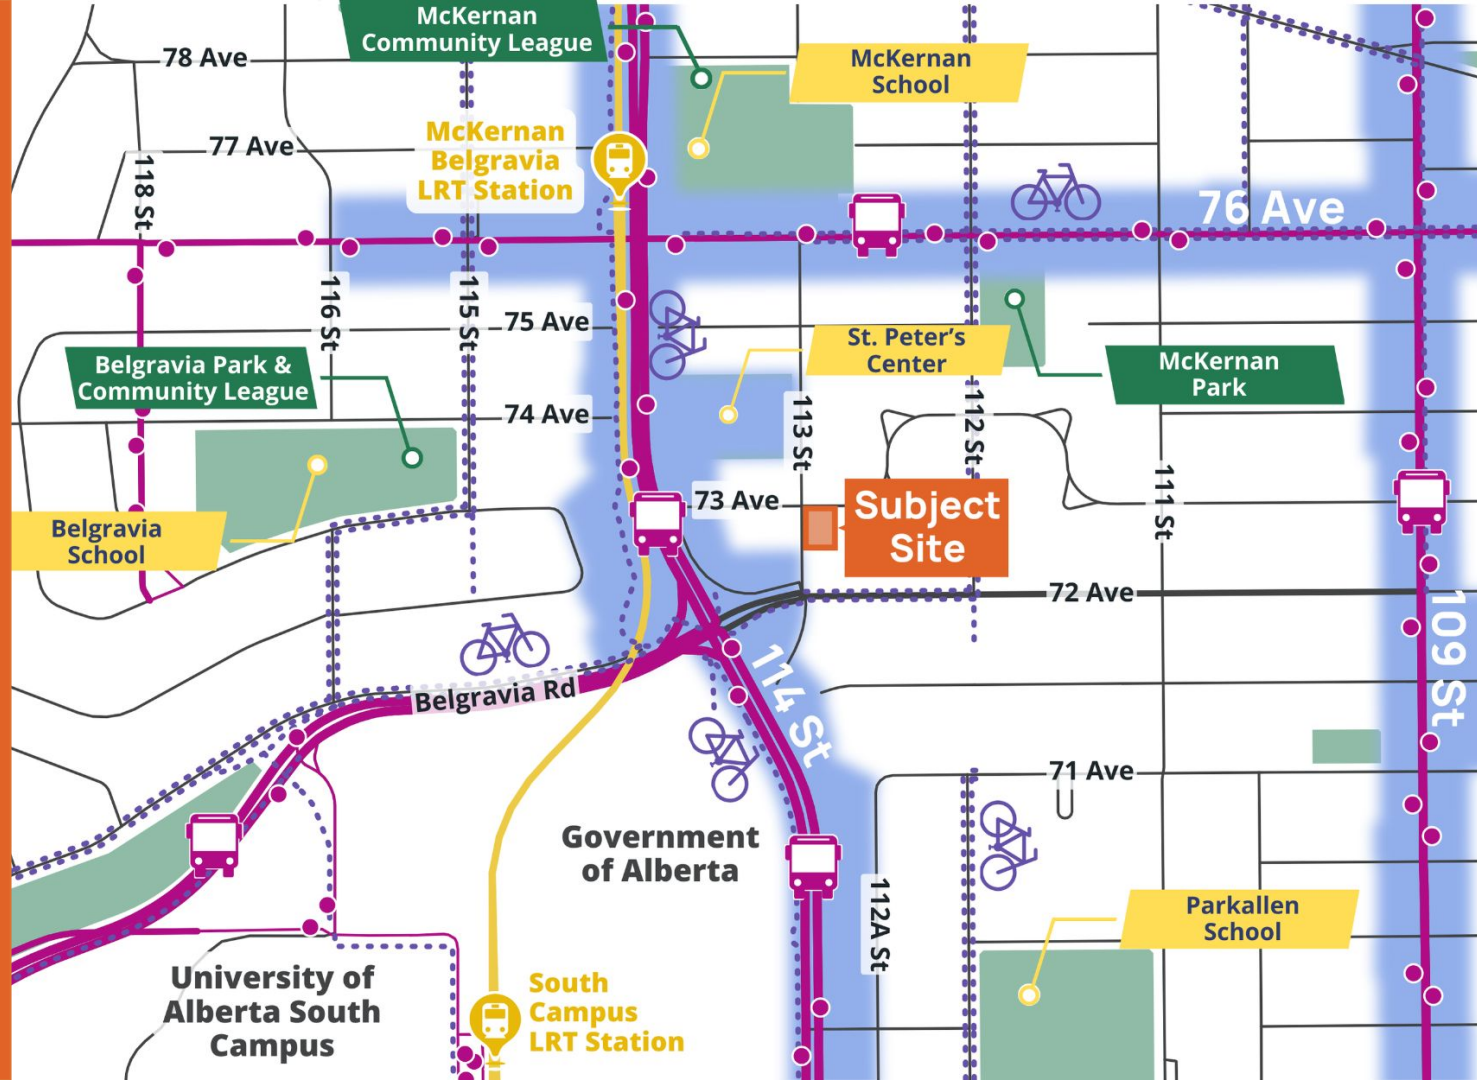 McKernan
Community League
78 Ave
McKernan
School
McKernan
Belgravia
LRT Station
77 Ave
118 St
76 Ave
116 St
115 St
75 Ave
St. Peter's
Center
Belgravia Park &
Community League
McKernan
Park
74 Ave
113 St
112 St
73 Ave
Subject
Site
111 St
Belgravia
School
72 Ave
109 St
114 St
Belgravia Rd
71 Ave
Government
of Alberta
112A St
Parkallen
School
University of
Alberta South
Campus
South
Campus
LRT Station